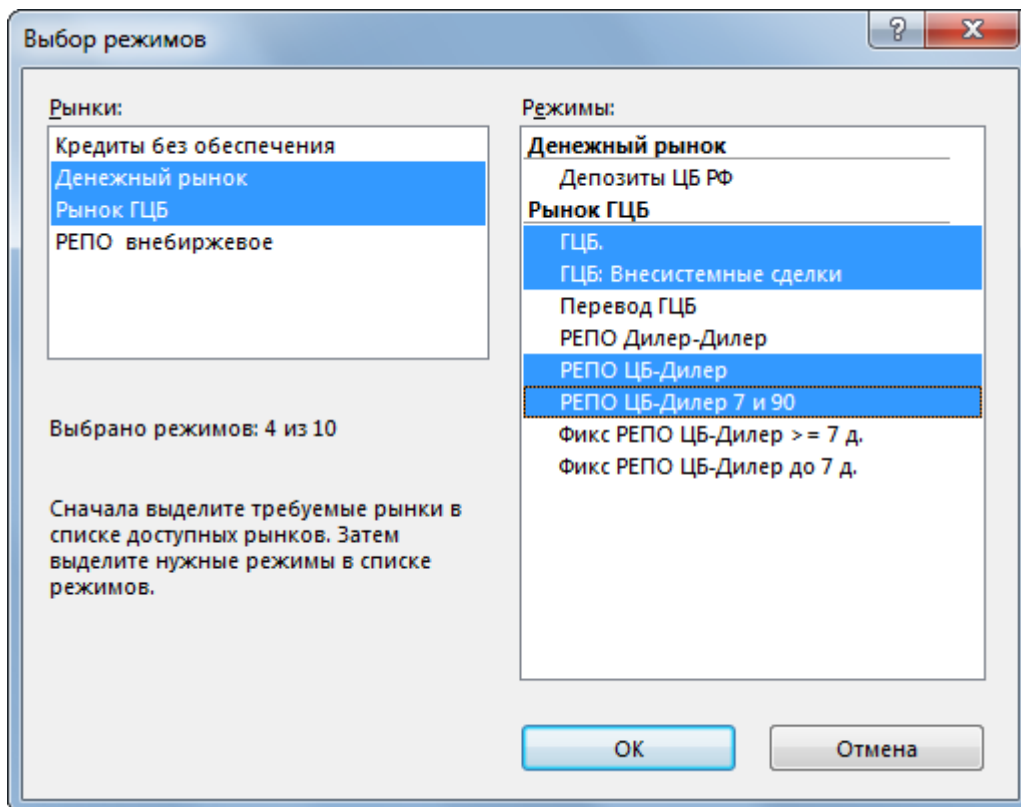 Выбор режимов
Рынки:
Кредиты без обеспечения
Денежный рынок
Рынок ГЦБ
РЕПО  внебиржевое
Выбрано режимов: 4 из 10
Сначала выделите требуемые рынки в
списке доступных рынков. Затем
выделите нужные режимы в списке
режимов.
Режимы:
Денежный рынок
Депозиты ЦБ РФ
Рынок ГЦБ
ГЦБ.
ГЦБ: Внесистемные сделки
Перевод ГЦБ
РЕПО Дилер-Дилер
РЕПО ЦБ-Дилер
РЕПО ЦБ-Дилер 7 и 90
Фикс РЕПО ЦБ-Дилер >= 7 д.
Фикс РЕПО ЦБ-Дилер до 7 д.
ОК
Отмена